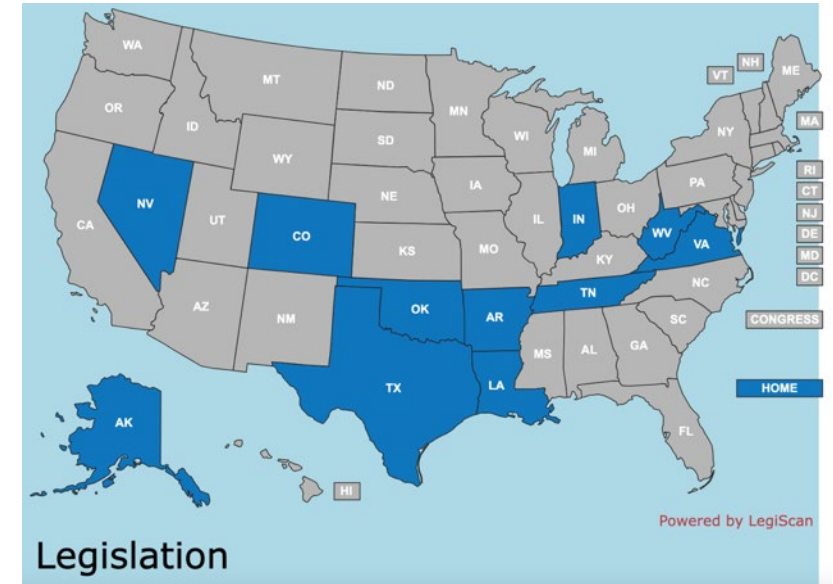 WA
MT
ND
MN
VT
NH
ME
OR
ID
SD
WI
MI
NY
MA
WY
RI
NV
UT
CO
NE
IA
IL
IN
OH
PA
CT
NJ
CA
KS
MO
KY
WV
VA
DE
MD
DC
AZ
NM
OK
AR
TN
NC
SC
CONGRESS
MS
AL
GA
TX
LA
HOME
AK
FL
HI
Powered by LegiScan
Legislation